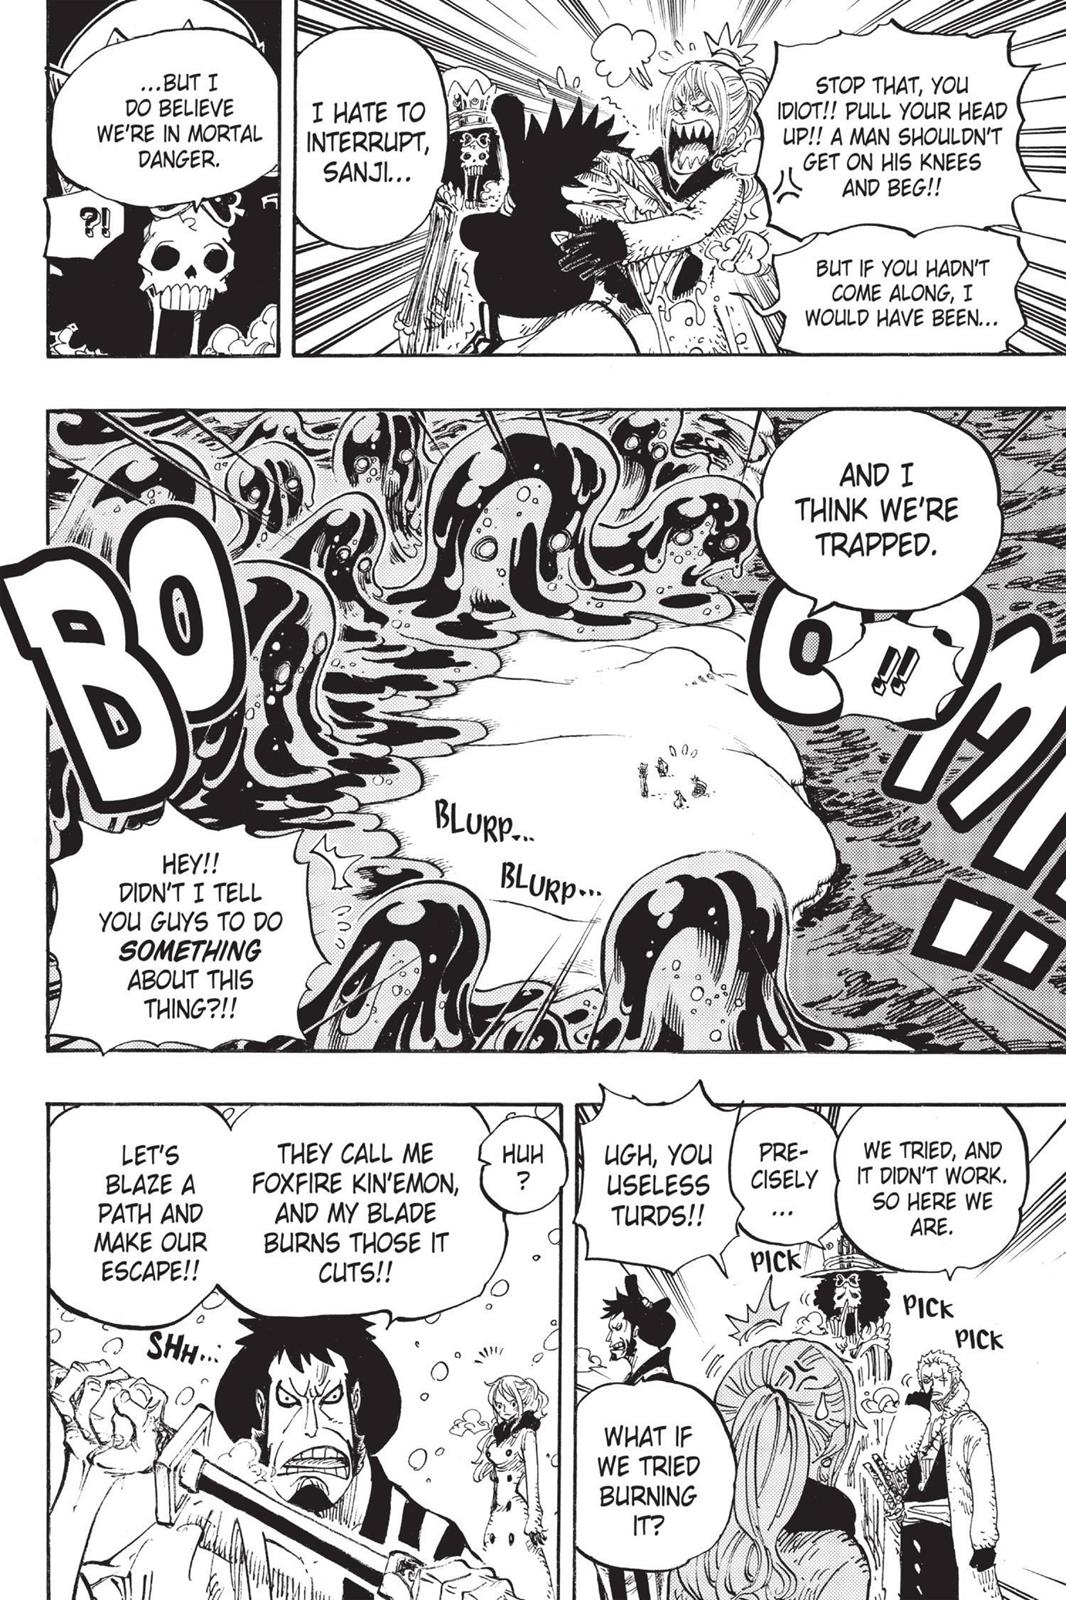 STOP THAT, YOU
IDIOT!! PULL YOUR HEAD
UP!! A MAN SHOULDN'T
GET ON HIS KNEES
AND BEG!!
BUT IF YOU HADN'T
COME ALONG, I
WOULD HAVE BEEN...
I HATE TO
INTERRUPT,
SANJI...
...BUT I
DO BELIEVE
WE'RE IN MORTAL
DANGER.
?!
AND I
THINK WE'RE
TRAPPED.
!!
BOOOM!!
BLURP...
BLURP...
HEY!!
DIDN'T I TELL
YOU GUYS TO DO
SOMETHING
ABOUT THIS
THING?!!
WE TRIED, AND
IT DIDN'T WORK.
SO HERE WE
ARE.
PRE-
CISELY
...
UGH, YOU
USELESS
TURDS!!
PICK
PICK
PICK
WHAT IF
WE TRIED
BURNING
IT?
HUH
?
THEY CALL ME
FOXFIRE KIN'EMON,
AND MY BLADE
BURNS THOSE IT
CUTS!!
LET'S
BLAZE A
PATH AND
MAKE OUR
ESCAPE!!
SHH...